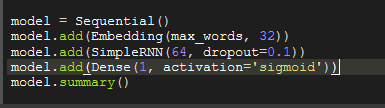 model = Sequential()
model.add(Embedding(max_words, 32))
model.add(SimpleRNN(64, dropout=0.1))
model.add(Dense(1, activation='sigmoid'))
model.summary()